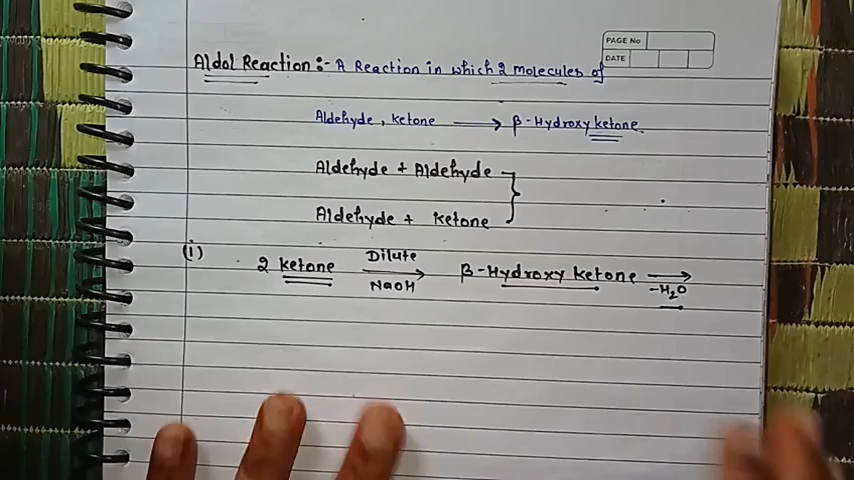 PAGE No
DATE
Aldol Reaction :- A Reaction in which 2 molecules of
Aldehyde, ketone ⟶ β-Hydroxy ketone.
Aldehyde + Aldehyde
Aldehyde + ketone
(i) 2 ketone Dilute NaOH ⟶ β-Hydroxy ketone -H₂O ⟶